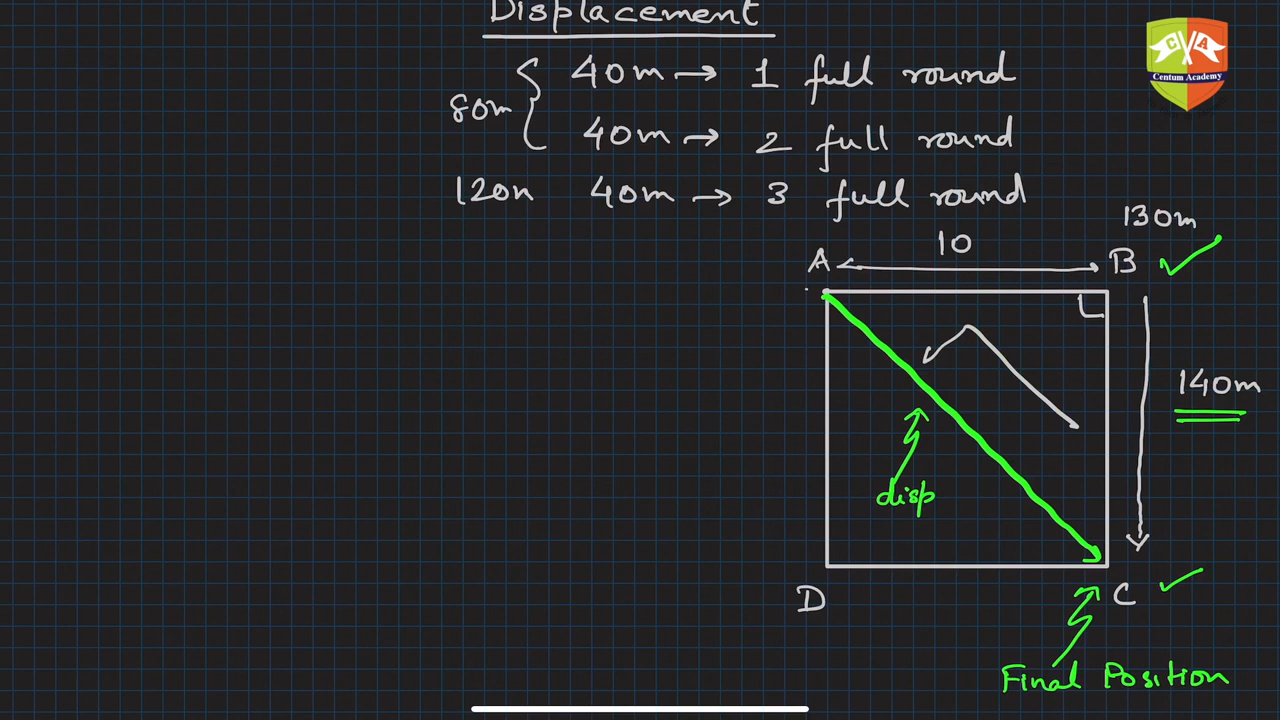 Displacement
40m → 1 full round
80m
40m → 2 full round
120m 40m → 3 full round
130m
10
A B ✓
140m
disp
D C ✓
Final Position
C A
Centum Academy